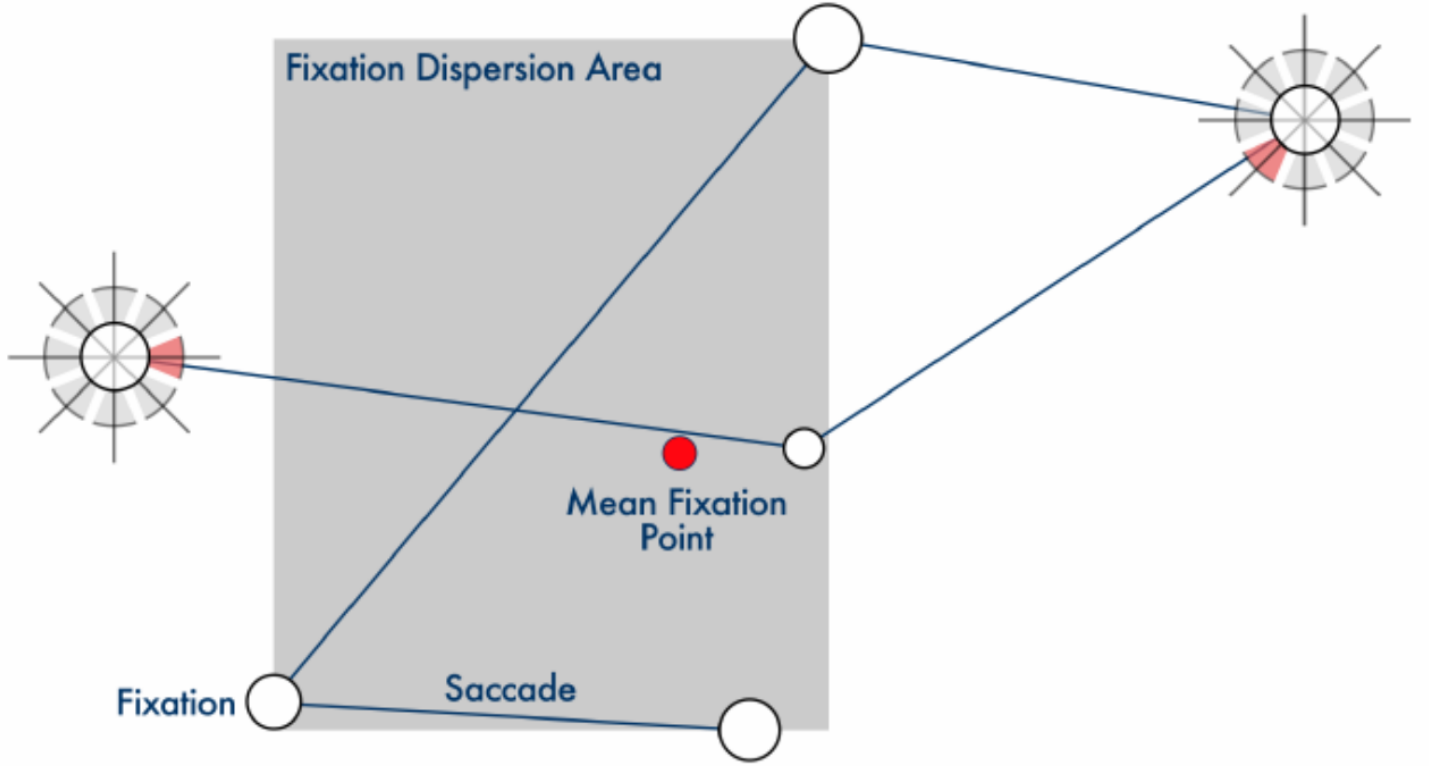 Fixation Dispersion Area
Mean Fixation
Point
Saccade
Fixation